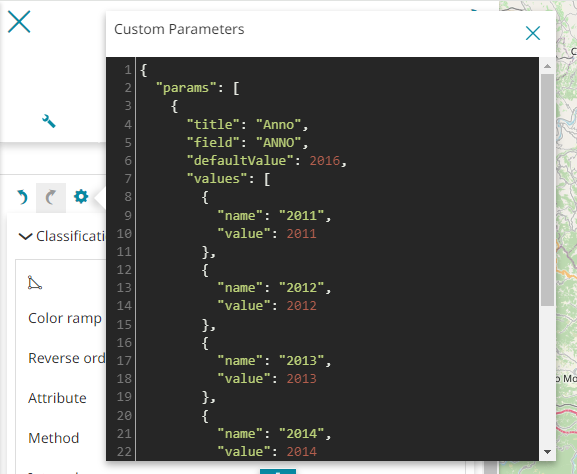 Custom Parameters
1 {
2 "params": [
3 {
4 "title": "Anno",
5 "field": "ANNO",
6 "defaultValue": 2016,
7 "values": [
8 {
9 "name": "2011",
10 "value": 2011
11 },
12 {
13 "name": "2012",
14 "value": 2012
15 },
16 {
17 "name": "2013",
18 "value": 2013
19 },
20 {
21 "name": "2014",
22 "value": 2014
Classificati
Color ramp
Reverse ord
Attribute
Method